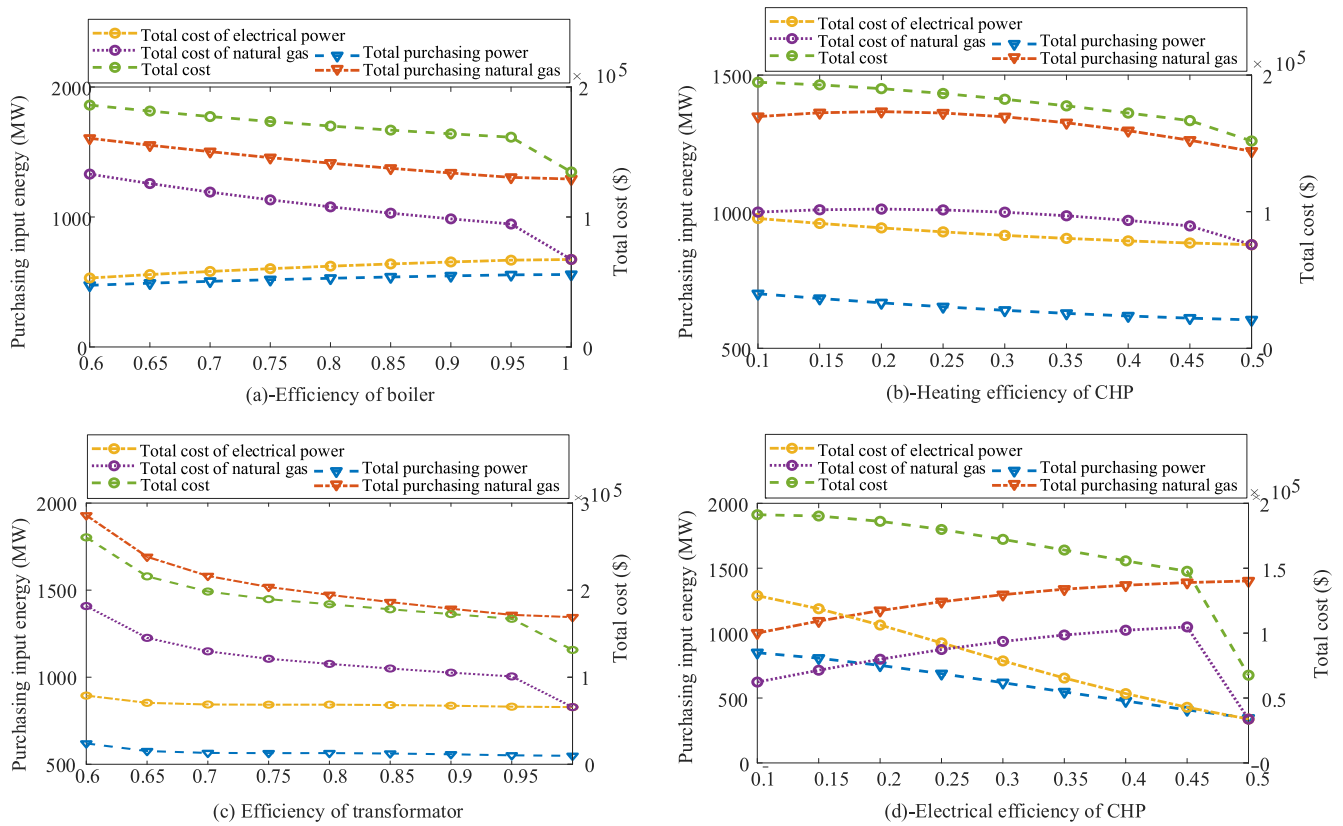 Total cost of electrical power
Total cost of natural gas
Total purchasing power
Total cost
Total purchasing natural gas
× 10^5
2000
1000
0
2
1
0
Purchasing input energy (MW)
Total cost ($)
0.6 0.65 0.7 0.75 0.8 0.85 0.9 0.95 1
(a)-Efficiency of boiler
Total cost of electrical power
Total cost of natural gas
Total purchasing power
Total cost
Total purchasing natural gas
× 10^5
1500
1000
500
2
1
0
Purchasing input energy (MW)
Total cost ($)
0.1 0.15 0.2 0.25 0.3 0.35 0.4 0.45 0.5
(b)-Heating efficiency of CHP
Total cost of electrical power
Total cost of natural gas
Total purchasing power
Total cost
Total purchasing natural gas
× 10^5
2000
1500
1000
500
3
2
1
0
Purchasing input energy (MW)
Total cost ($)
0.6 0.65 0.7 0.75 0.8 0.85 0.9 0.95
(c) Efficiency of transformator
Total cost of electrical power
Total cost of natural gas
Total purchasing power
Total cost
Total purchasing natural gas
× 10^5
2000
1500
1000
500
0
2
1.5
1
0.5
0
Purchasing input energy (MW)
Total cost ($)
0.1 0.15 0.2 0.25 0.3 0.35 0.4 0.45 0.5
(d)-Electrical efficiency of CHP